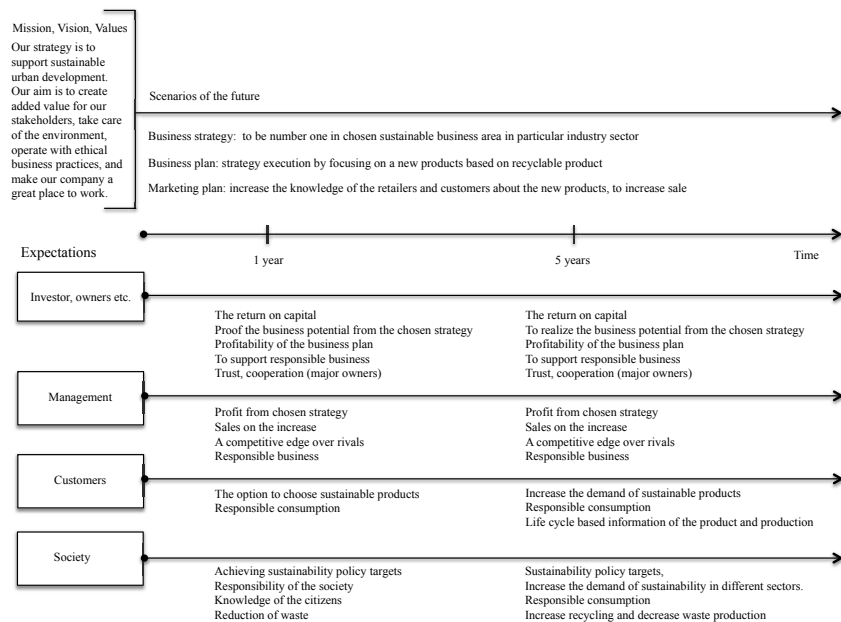 Mission, Vision, Values
Our strategy is to
support sustainable
urban development.
Our aim is to create
added value for our
stakeholders, take care
of the environment,
operate with ethical
business practices, and
make our company a
great place to work.
Scenarios of the future
Business strategy:  to be number one in chosen sustainable business area in particular industry sector
Business plan: strategy execution by focusing on a new products based on recyclable product
Marketing plan: increase the knowledge of the retailers and customers about the new products, to increase sale
Expectations
1 year
5 years
Time
Investor, owners etc.
The return on capital
Proof the business potential from the chosen strategy
Profitability of the business plan
To support responsible business
Trust, cooperation (major owners)
The return on capital
To realize the business potential from the chosen strategy
Profitability of the business plan
To support responsible business
Trust, cooperation (major owners)
Management
Profit from chosen strategy
Sales on the increase
A competitive edge over rivals
Responsible business
Profit from chosen strategy
Sales on the increase
A competitive edge over rivals
Responsible business
Customers
The option to choose sustainable products
Responsible consumption
Increase the demand of sustainable products
Responsible consumption
Life cycle based information of the product and production
Society
Achieving sustainability policy targets
Responsibility of the society
Knowledge of the citizens
Reduction of waste
Sustainability policy targets,
Increase the demand of sustainability in different sectors.
Responsible consumption
Increase recycling and decrease waste production